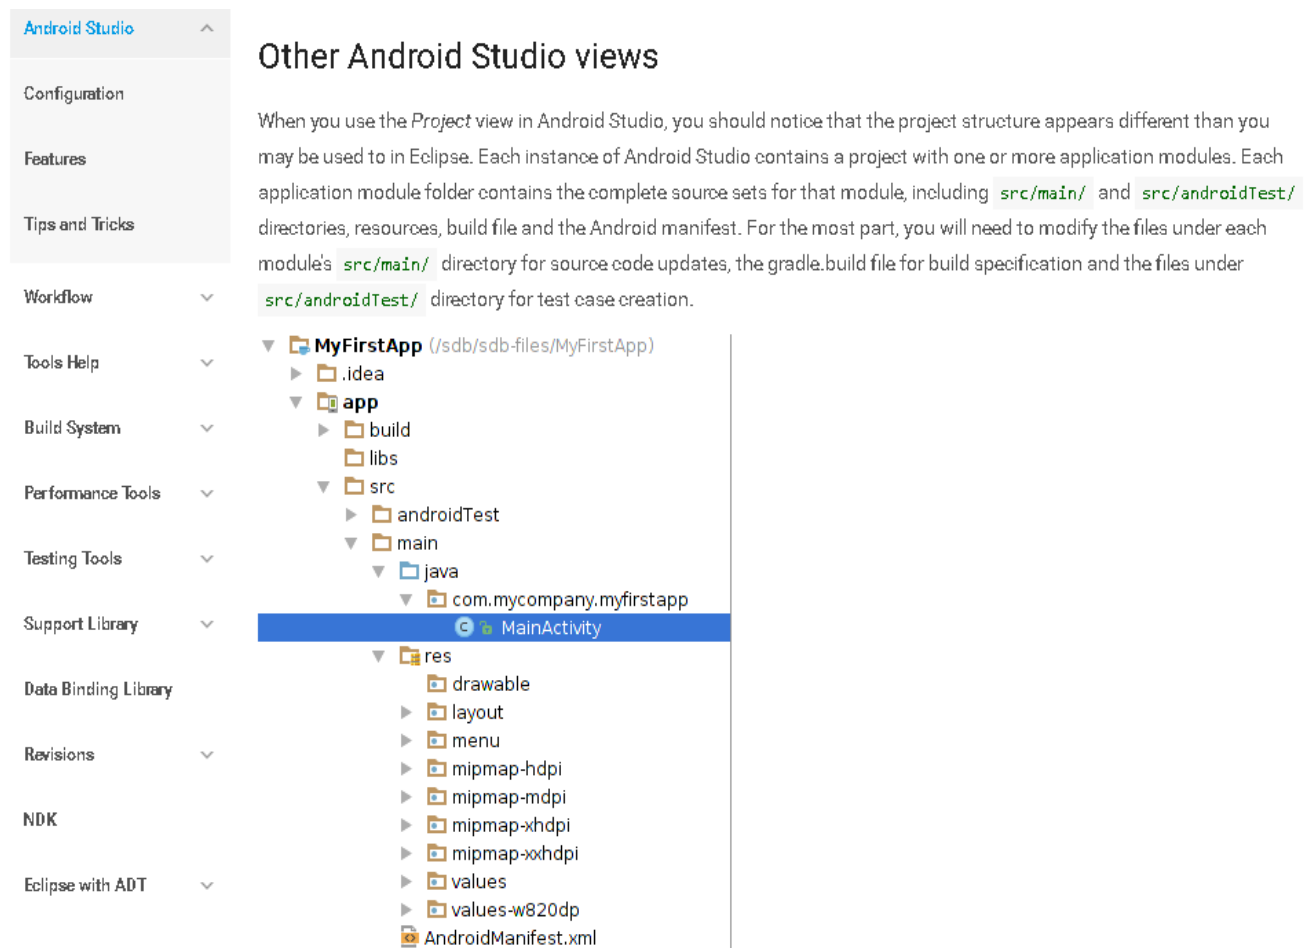 Android Studio
Configuration
Features
Tips and Tricks
Workflow
Tools Help
Build System
Performance Tools
Testing Tools
Support Library
Data Binding Library
Revisions
NDK
Eclipse with ADT
Other Android Studio views
When you use the Project view in Android Studio, you should notice that the project structure appears different than you
may be used to in Eclipse. Each instance of Android Studio contains a project with one or more application modules. Each
application module folder contains the complete source sets for that module, including src/main/ and src/androidTest/
directories, resources, build file and the Android manifest. For the most part, you will need to modify the files under each
module's src/main/ directory for source code updates, the gradle.build file for build specification and the files under
src/androidTest/ directory for test case creation.
MyFirstApp (/sdb/sdb-files/MyFirstApp)
.idea
app
build
libs
src
androidTest
main
java
com.mycompany.myfirstapp
MainActivity
res
drawable
layout
menu
mipmap-hdpi
mipmap-mdpi
mipmap-xhdpi
mipmap-xxhdpi
values
values-w820dp
AndroidManifest.xml